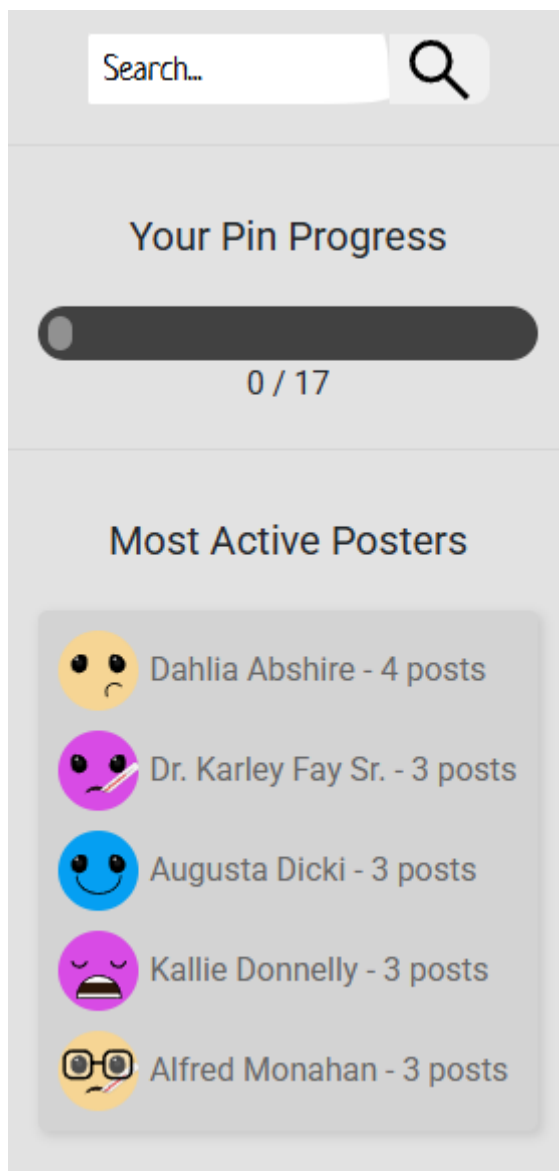 Search...
Your Pin Progress
0 / 17
Most Active Posters
Dahlia Abshire - 4 posts
Dr. Karley Fay Sr. - 3 posts
Augusta Dicki - 3 posts
Kallie Donnelly - 3 posts
Alfred Monahan - 3 posts